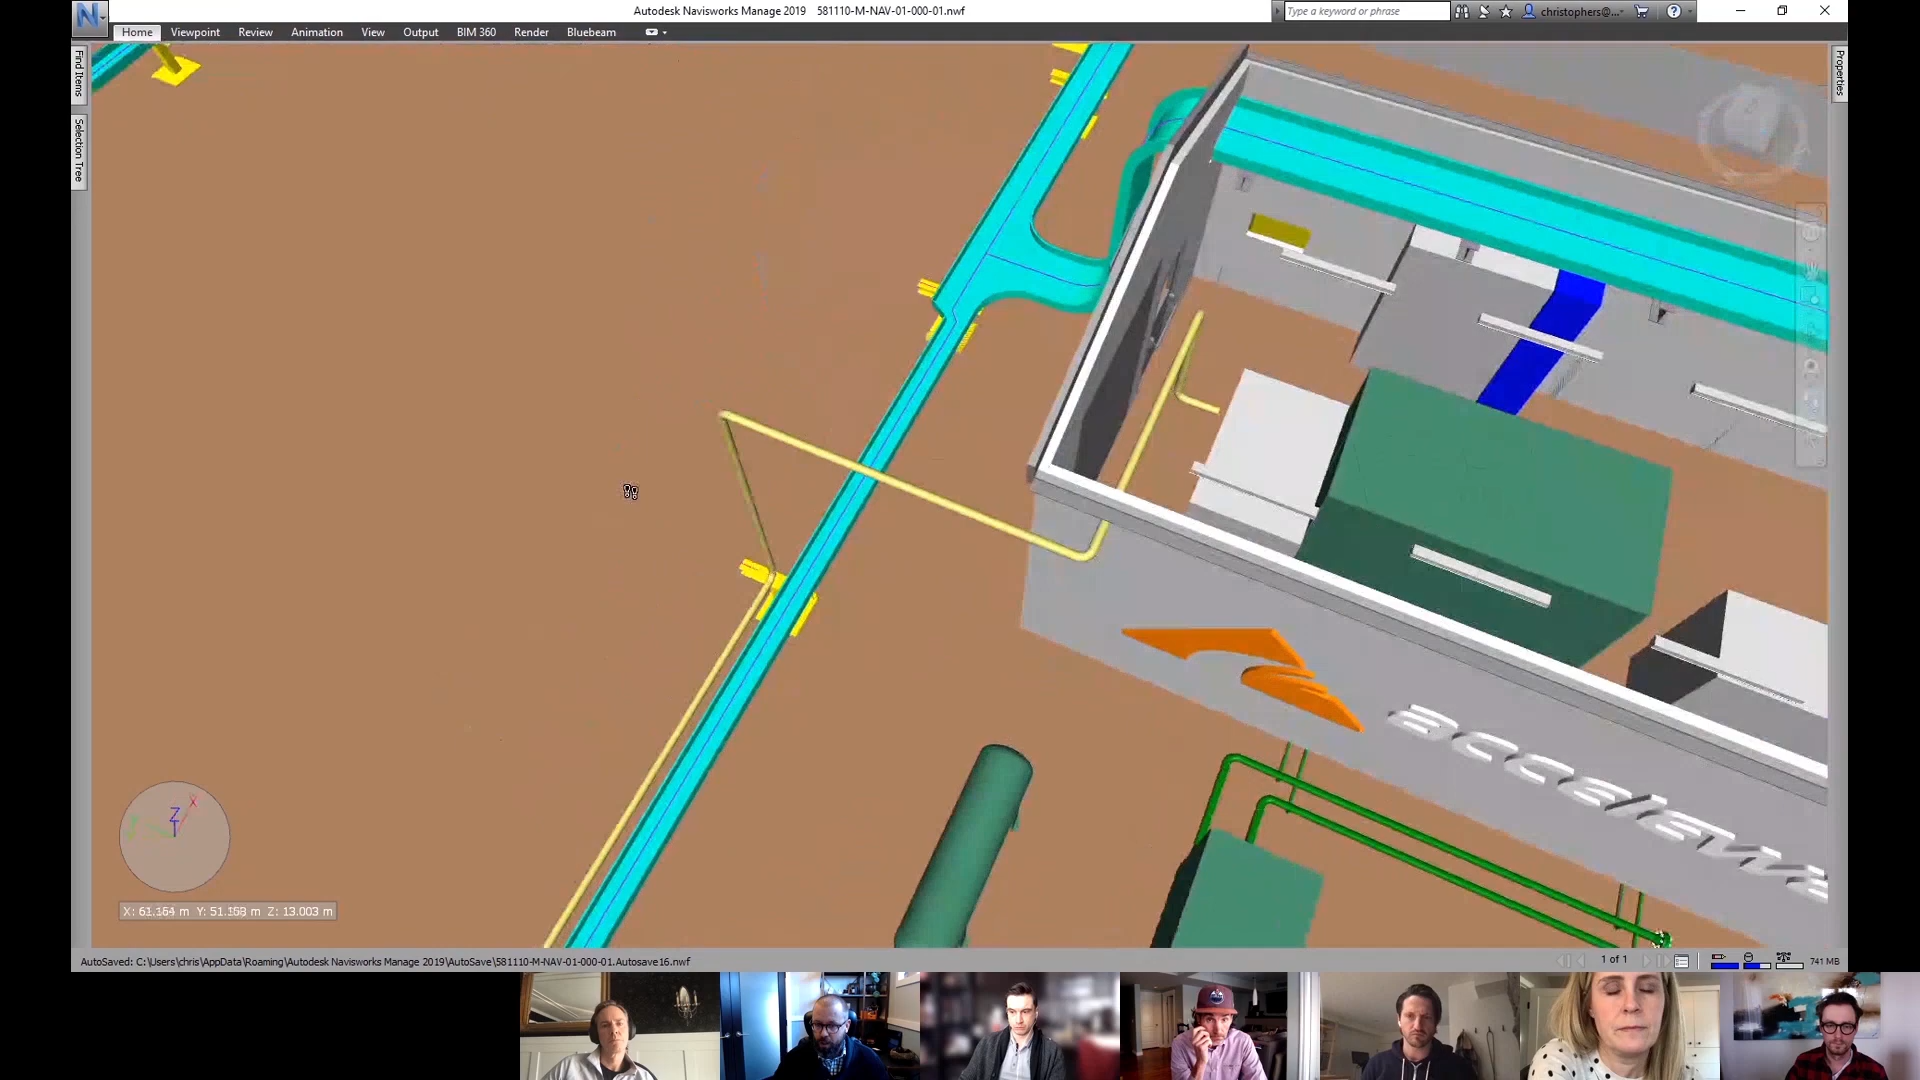 Autodesk Navisworks Manage 2019 581110-M-NAV-01-000-01.nwf
Type a keyword or phrase
christophers@...
Home Viewpoint Review Animation View Output BIM 360 Render Bluebeam
Find Items
Selection Tree
Properties
Z
X
Y
X: 61.164 m Y: 51.168 m Z: 13.003 m
AutoSaved: C:\Users\chris\AppData\Roaming\Autodesk Navisworks Manage 2019\AutoSave\581110-M-NAV-01-000-01.Autosave16.nwf
1 of 1
741 MB